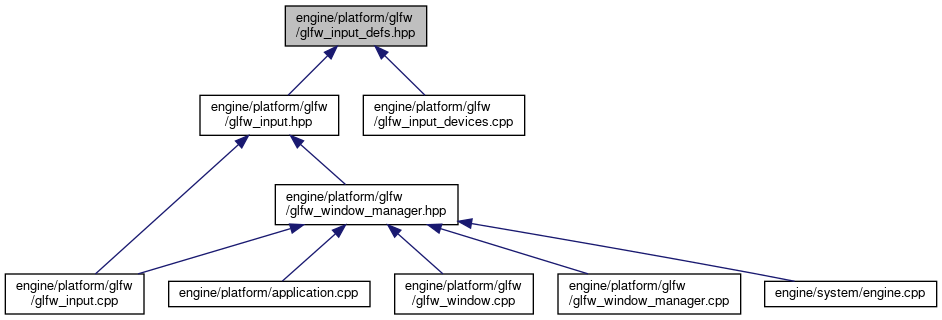 engine/platform/glfw
/glfw_input_defs.hpp
engine/platform/glfw
/glfw_input.hpp
engine/platform/glfw
/glfw_input_devices.cpp
engine/platform/glfw
/glfw_window_manager.hpp
engine/platform/glfw
/glfw_input.cpp
engine/platform/application.cpp
engine/platform/glfw
/glfw_window.cpp
engine/platform/glfw
/glfw_window_manager.cpp
engine/system/engine.cpp